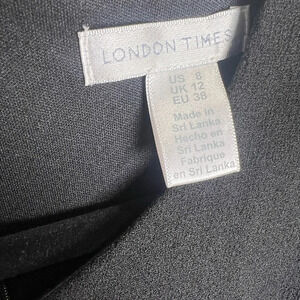 LONDON TIMES
US 8
UK 12
EU 38
Made in
Sri Lanka
Hecho en
Sri Lanka
Fabrique
en Sri Lanka